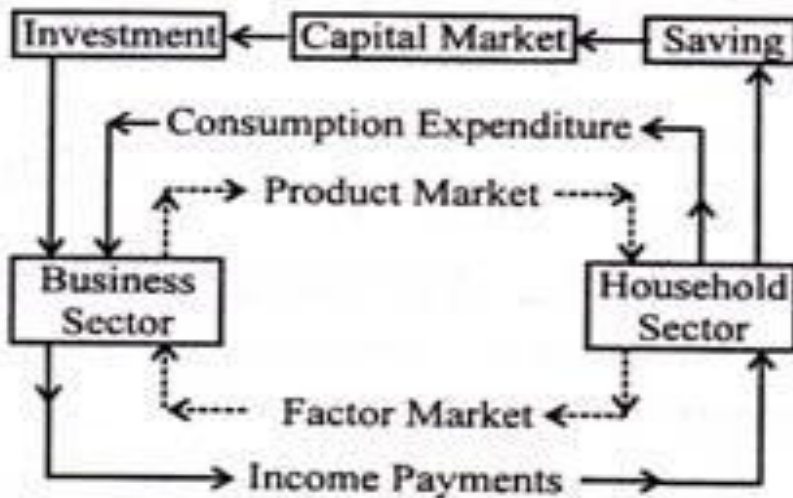 Investment
Capital Market
Saving
Consumption Expenditure
Product Market
Business
Sector
Household
Sector
Factor Market
Income Payments